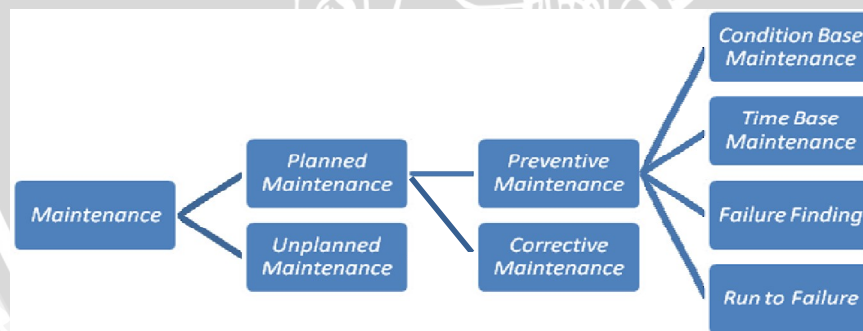 Maintenance
Planned
Maintenance
Unplanned
Maintenance
Preventive
Maintenance
Corrective
Maintenance
Condition Base
Maintenance
Time Base
Maintenance
Failure Finding
Run to Failure